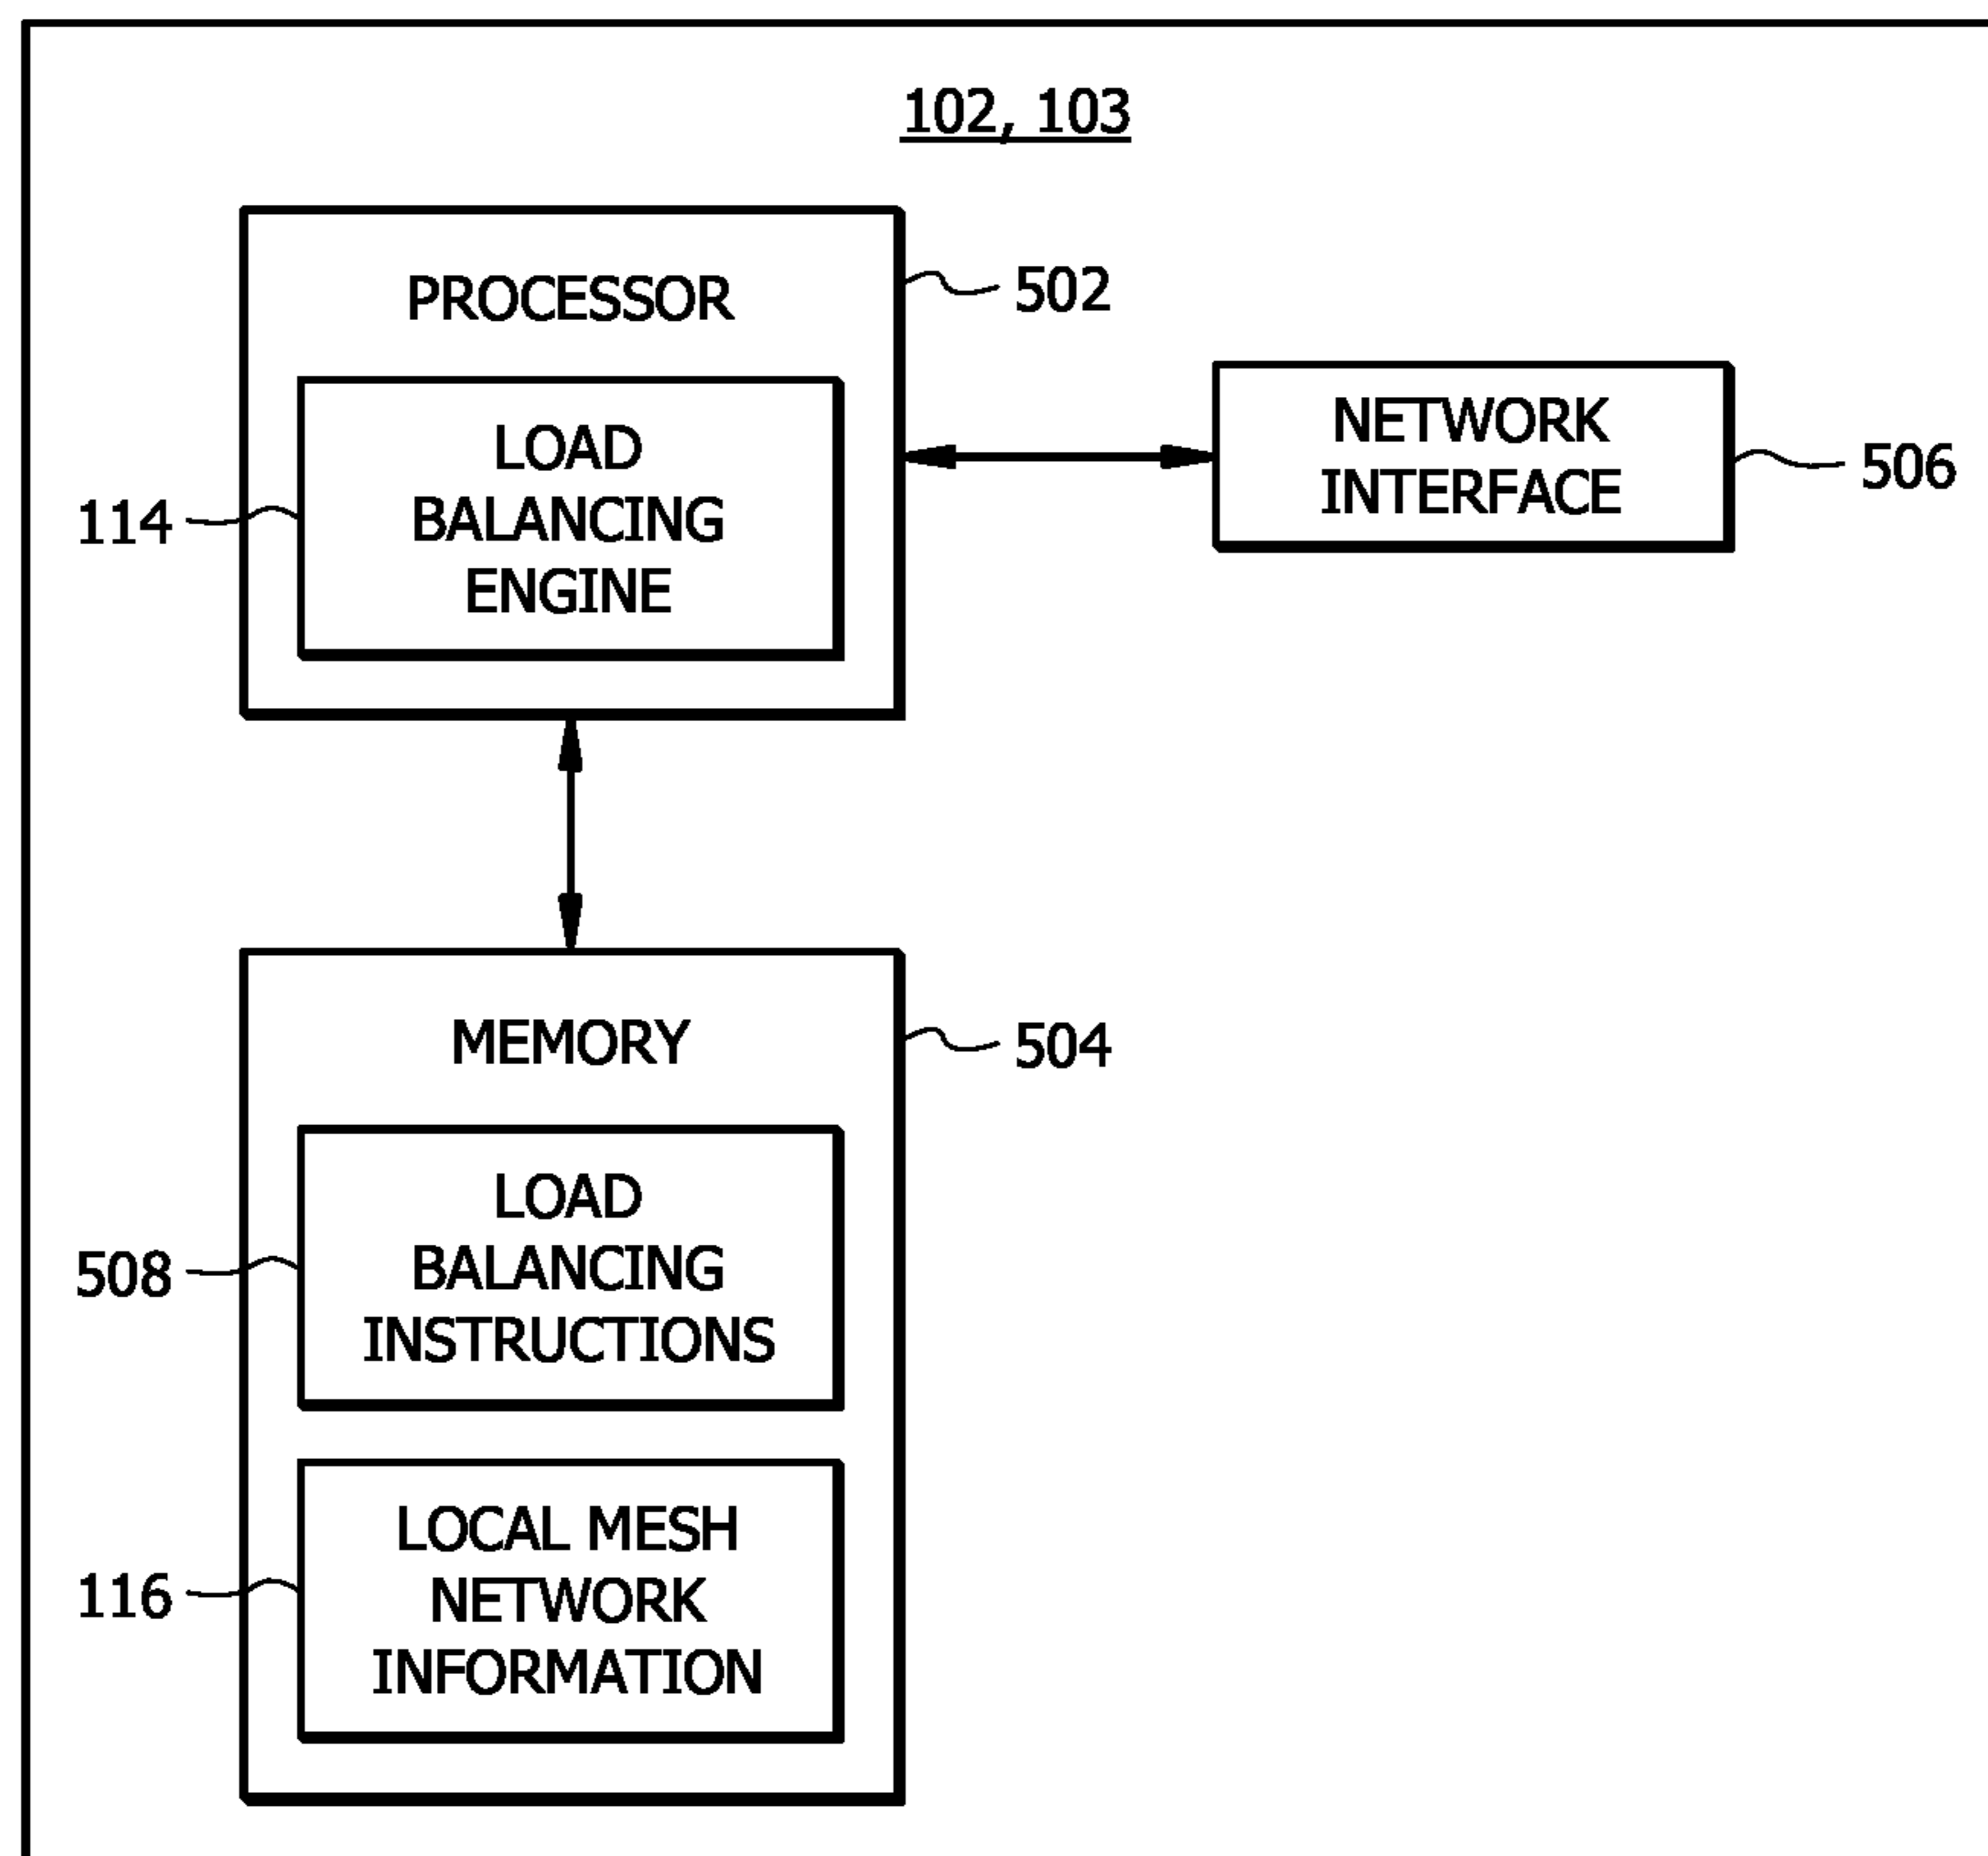 102, 103
PROCESSOR
502
LOAD
BALANCING
ENGINE
114
NETWORK
INTERFACE
506
MEMORY
504
LOAD
BALANCING
INSTRUCTIONS
508
LOCAL MESH
NETWORK
INFORMATION
116